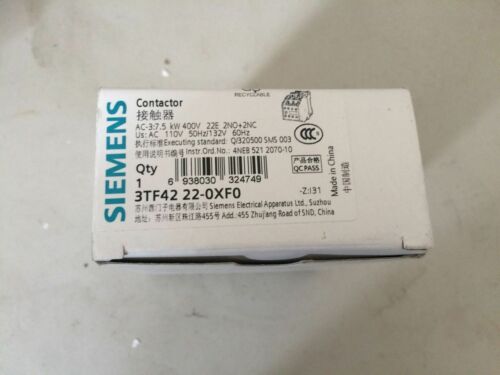 RECYCLABLE
SIEMENS
Contactor
接触器
AC-3:7.5 kW 400V 22E 2NO+2NC
Us: AC 110V 50Hz/132V 60Hz
执行标准Executing standard: Q/320500 SMS 003
使用说明书编号 Instr.Ord.No.: 4NEB 521 2070-10
Qty
1
6 938030 324749
3TF42 22-0XF0
-Z:I31
产品合格
QC PASS
CCC
Made in China
中国制造
苏州西门子电器有限公司 Siemens Electrical Apparatus Ltd., Suzhou
地址: 苏州新区珠江路455号 Add.: 455 Zhujiang Road of SND, China